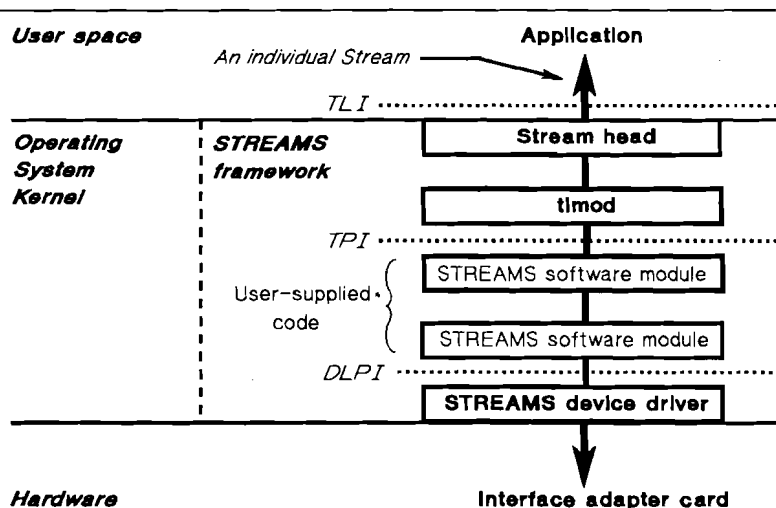 User space
Application
An individual Stream
TLI
Operating
System
Kernel
STREAMS
framework
Stream head
timod
TPI
STREAMS software module
User-supplied
code
STREAMS software module
DLPI
STREAMS device driver
Hardware
Interface adapter card